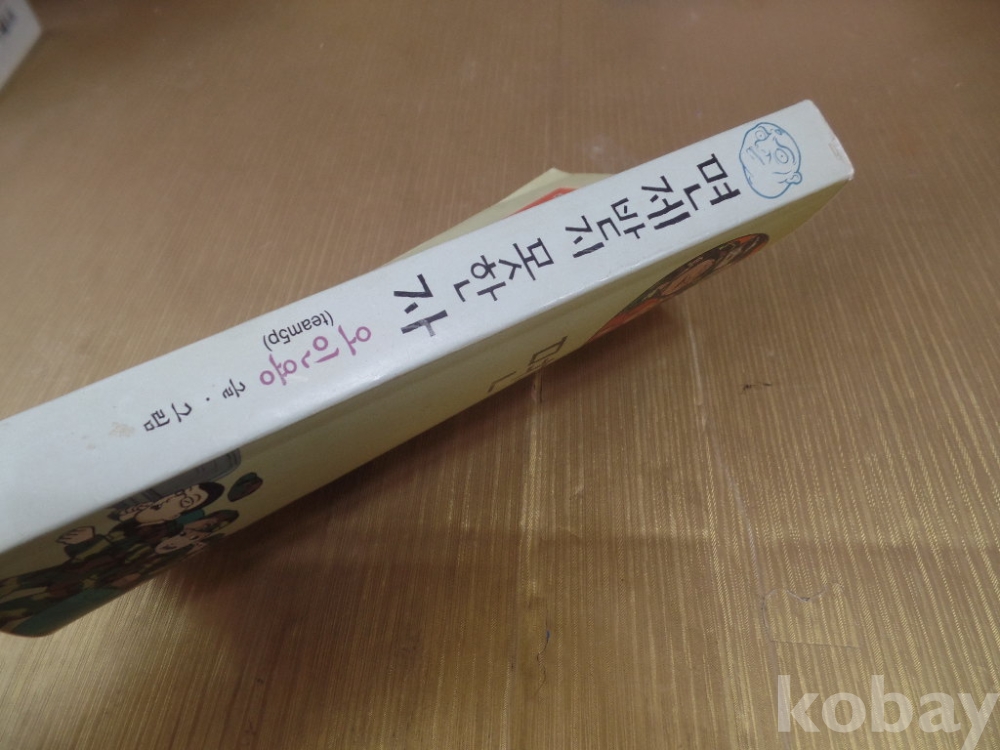 면제받지 못한 자
오인용
(team5p)
글 · 그림
kobay